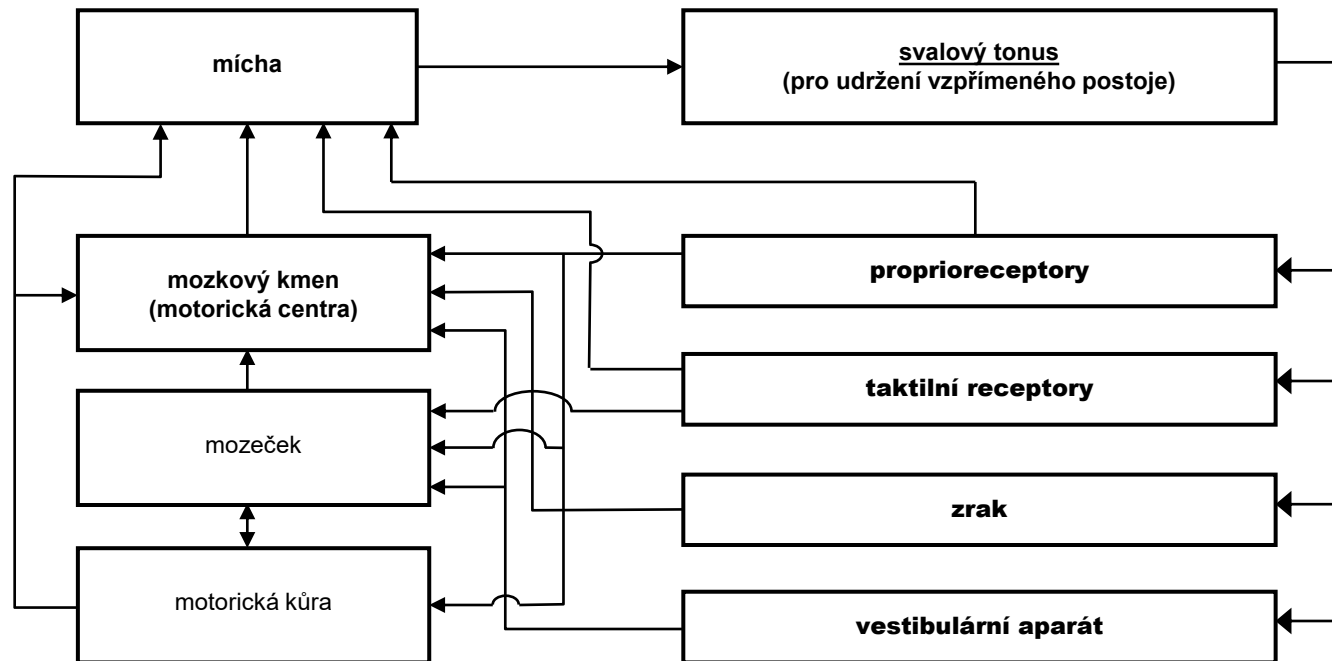 mícha
svalový tonus
(pro udržení vzpřímeného postoje)
mozkový kmen
(motorická centra)
proprioreceptory
taktilní receptory
mozeček
zrak
motorická kůra
vestibulární aparát